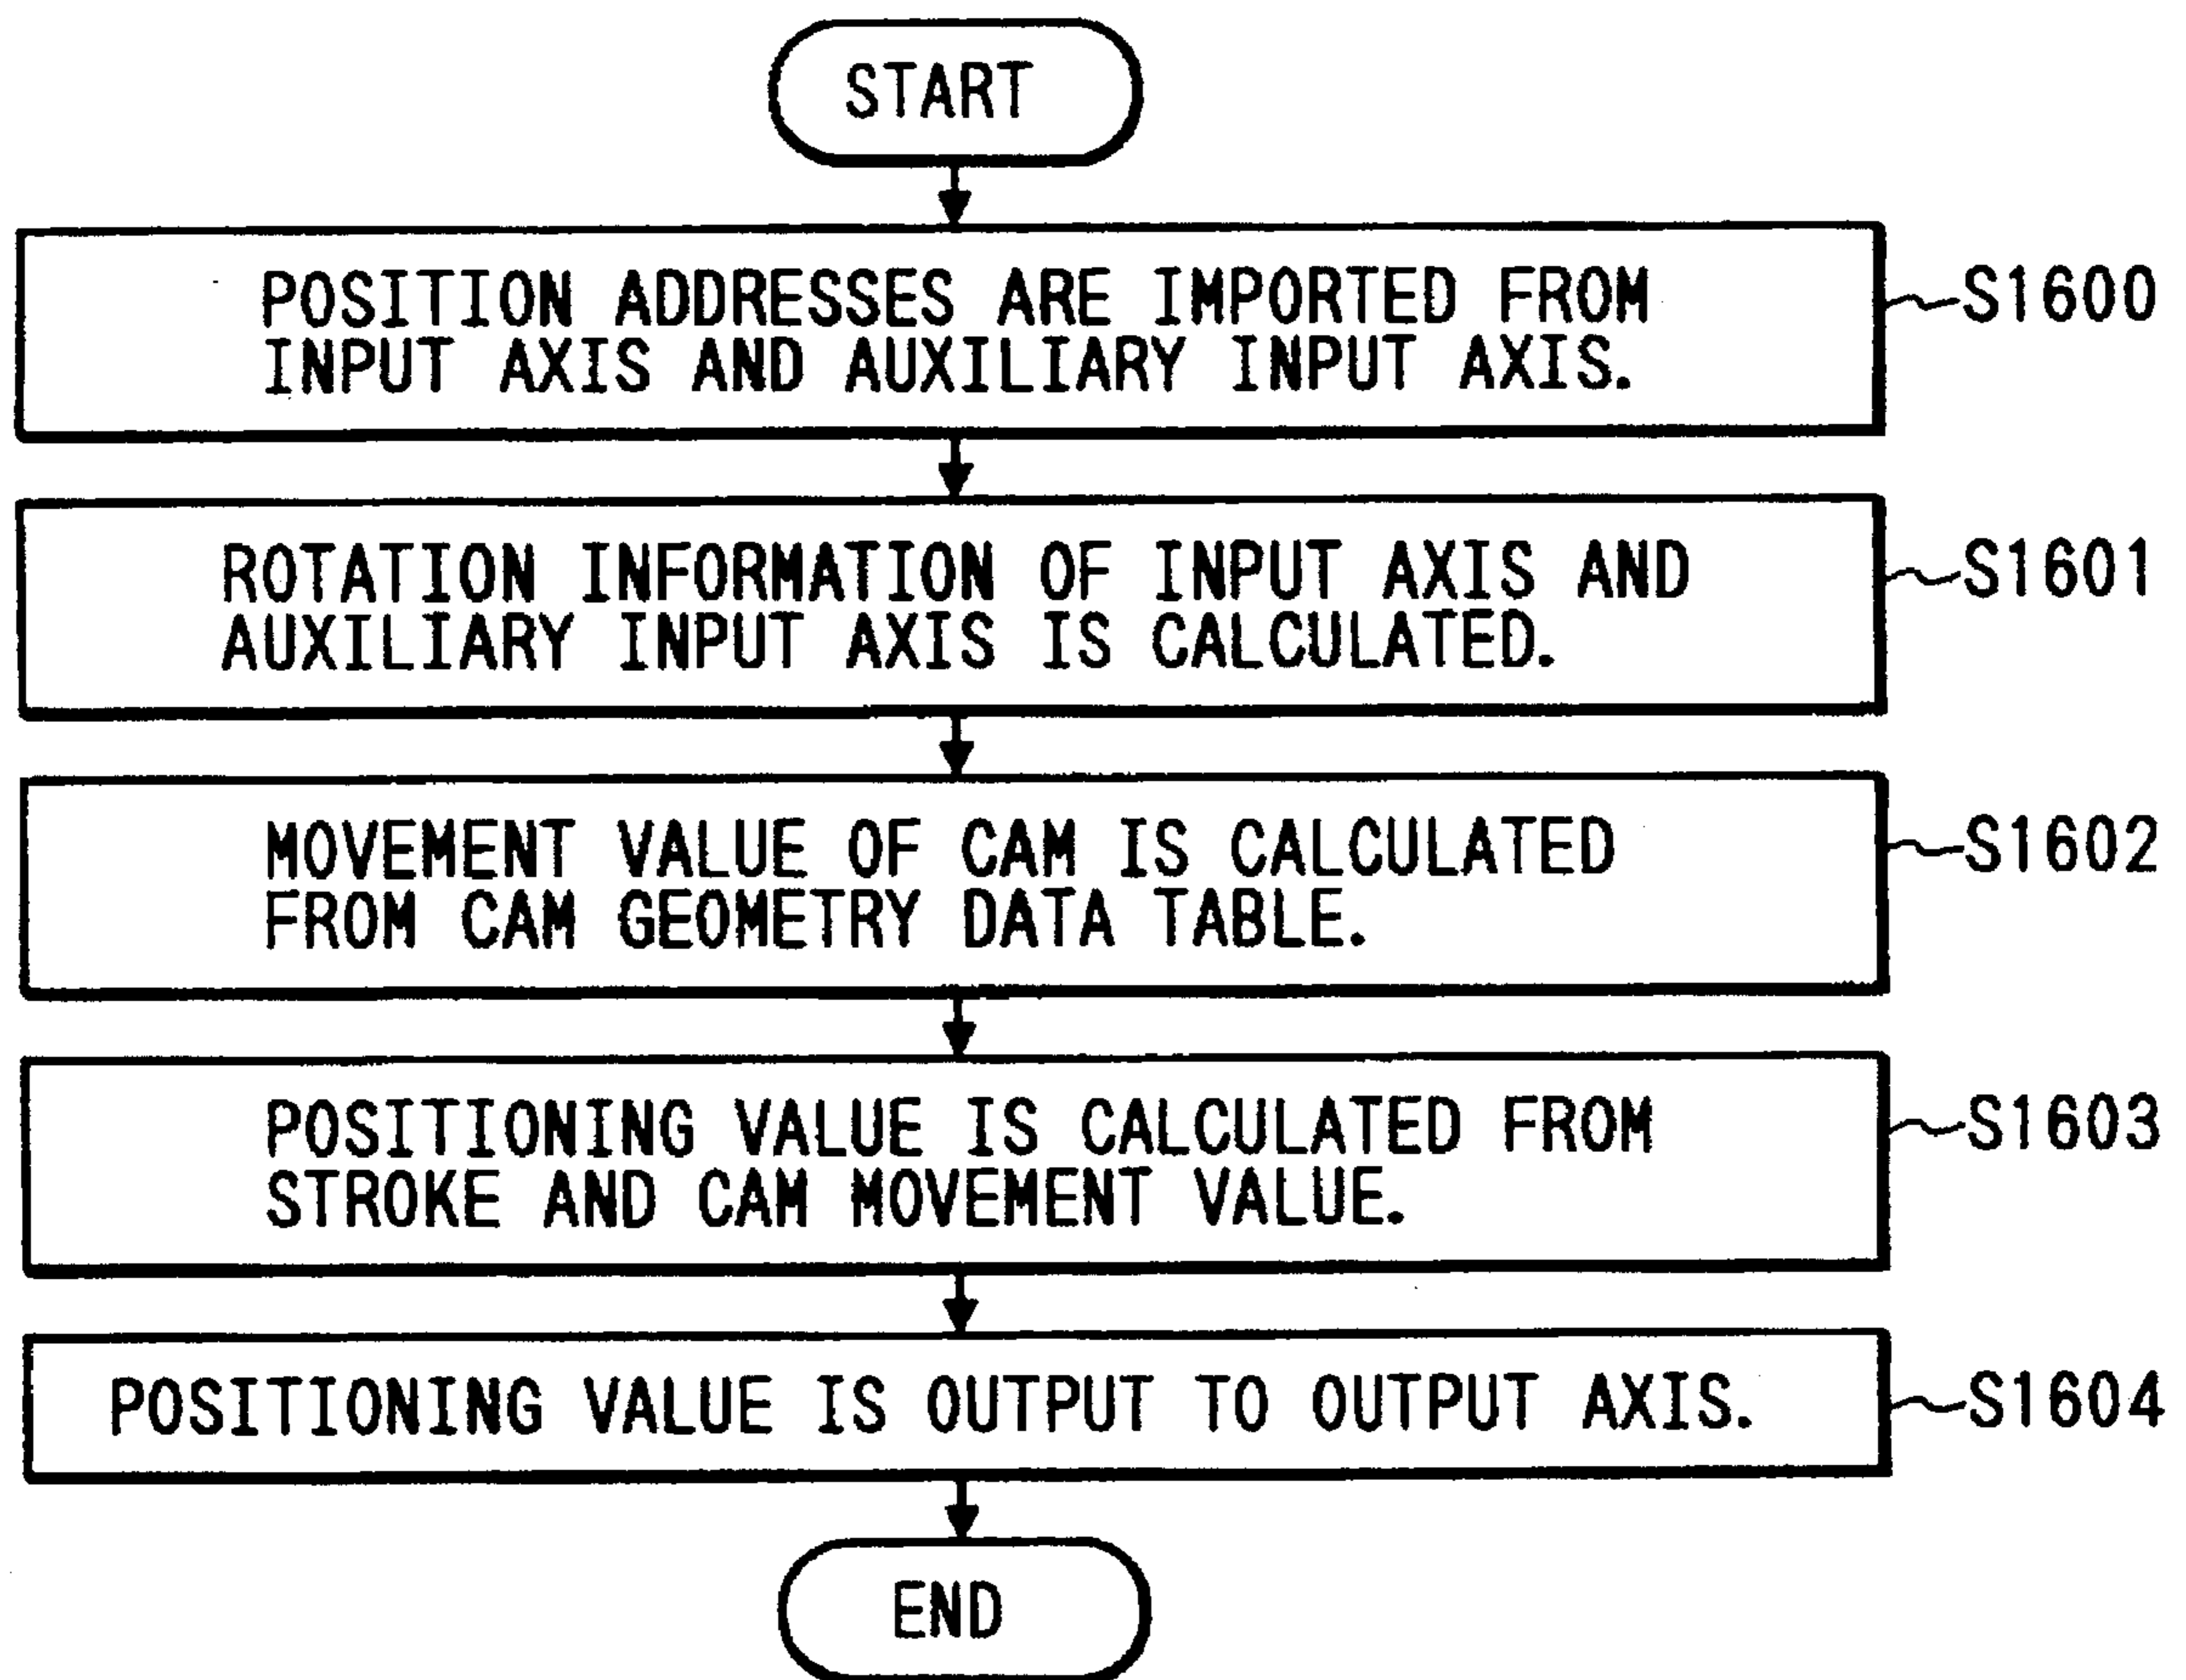 START
POSITION ADDRESSES ARE IMPORTED FROM
INPUT AXIS AND AUXILIARY INPUT AXIS.
S1600
ROTATION INFORMATION OF INPUT AXIS AND
AUXILIARY INPUT AXIS IS CALCULATED.
S1601
MOVEMENT VALUE OF CAM IS CALCULATED
FROM CAM GEOMETRY DATA TABLE.
S1602
POSITIONING VALUE IS CALCULATED FROM
STROKE AND CAM MOVEMENT VALUE.
S1603
POSITIONING VALUE IS OUTPUT TO OUTPUT AXIS.
S1604
END